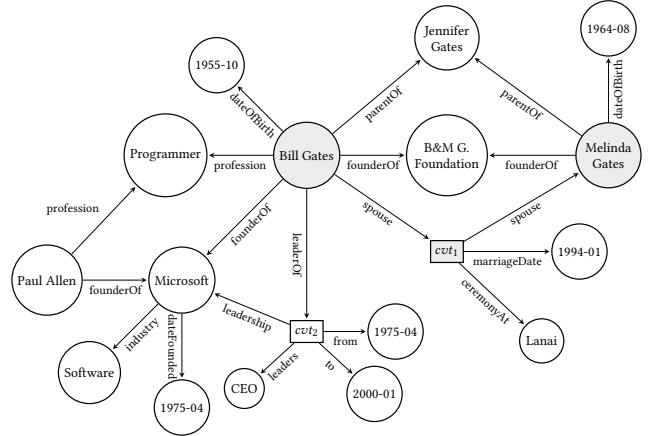 Jennifer
Gates
1964-08
1955-10
dateOfBirth
parentOf
parentOf
dateOfBirth
Programmer
profession
Bill Gates
founderOf
B&M G.
Foundation
founderOf
Melinda
Gates
profession
founderOf
leaderOf
spouse
spouse
cvt1
marriageDate
1994-01
Paul Allen
founderOf
Microsoft
leadership
ceremonyAt
industry
dateFounded
cvt2
from
1975-04
Lanai
Software
leaders
to
CEO
2000-01
1975-04